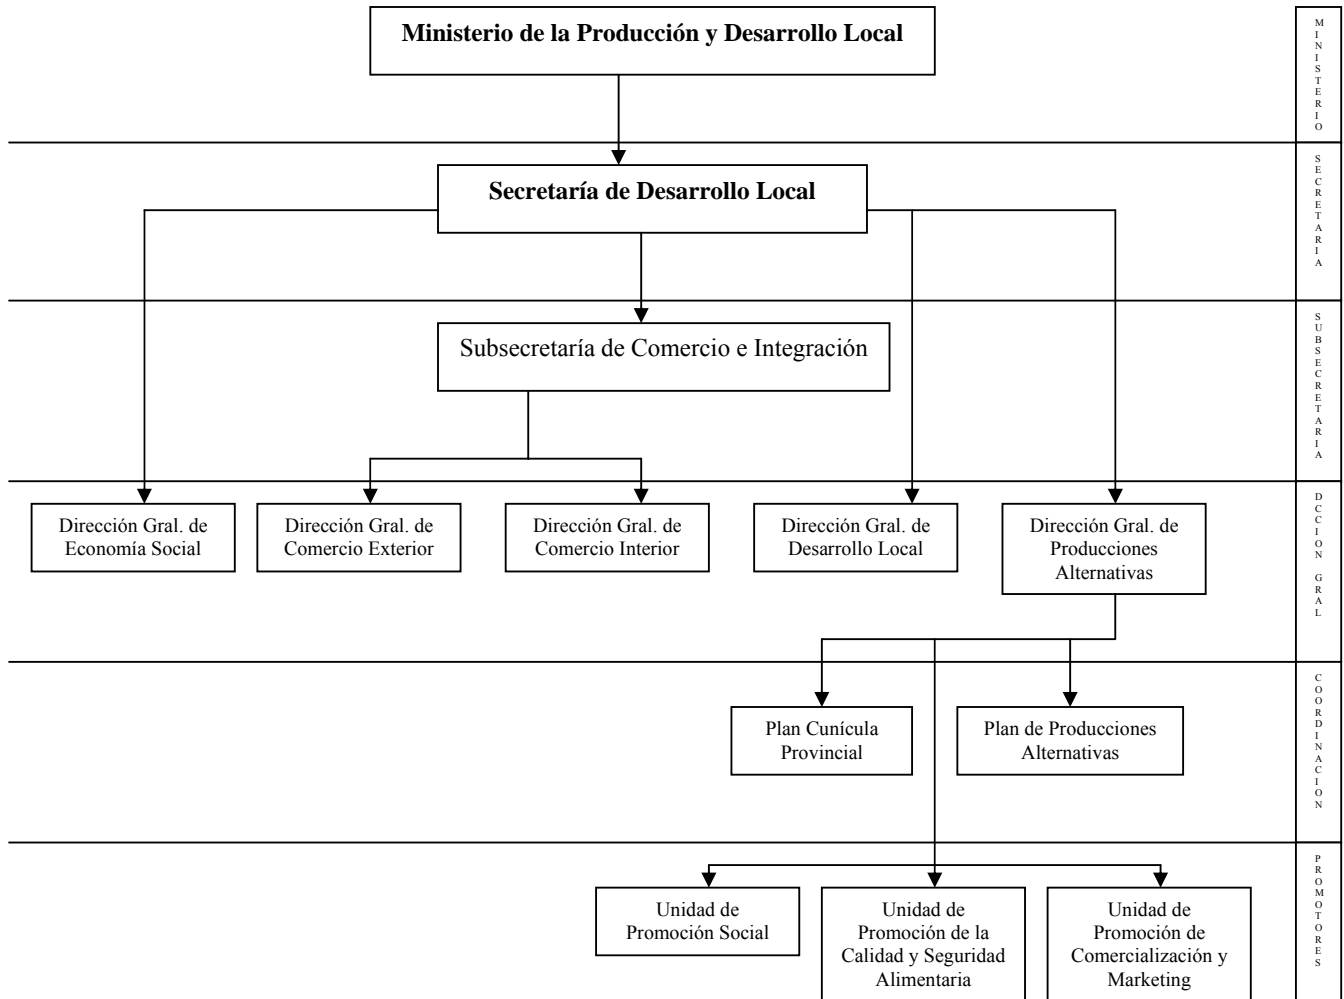 Ministerio de la Producción y Desarrollo Local
MINISTERIO
Secretaría de Desarrollo Local
SECRETARIA
Subsecretaría de Comercio e Integración
SUBSECRETARIA
Dirección Gral. de
Economía Social
Dirección Gral. de
Comercio Exterior
Dirección Gral. de
Comercio Interior
Dirección Gral. de
Desarrollo Local
Dirección Gral. de
Producciones
Alternativas
DCCION GRAL
Plan Cunícula
Provincial
Plan de Producciones
Alternativas
COORDINACION
Unidad de
Promoción Social
Unidad de
Promoción de la
Calidad y Seguridad
Alimentaria
Unidad de
Promoción de
Comercialización y
Marketing
PROMOTORES